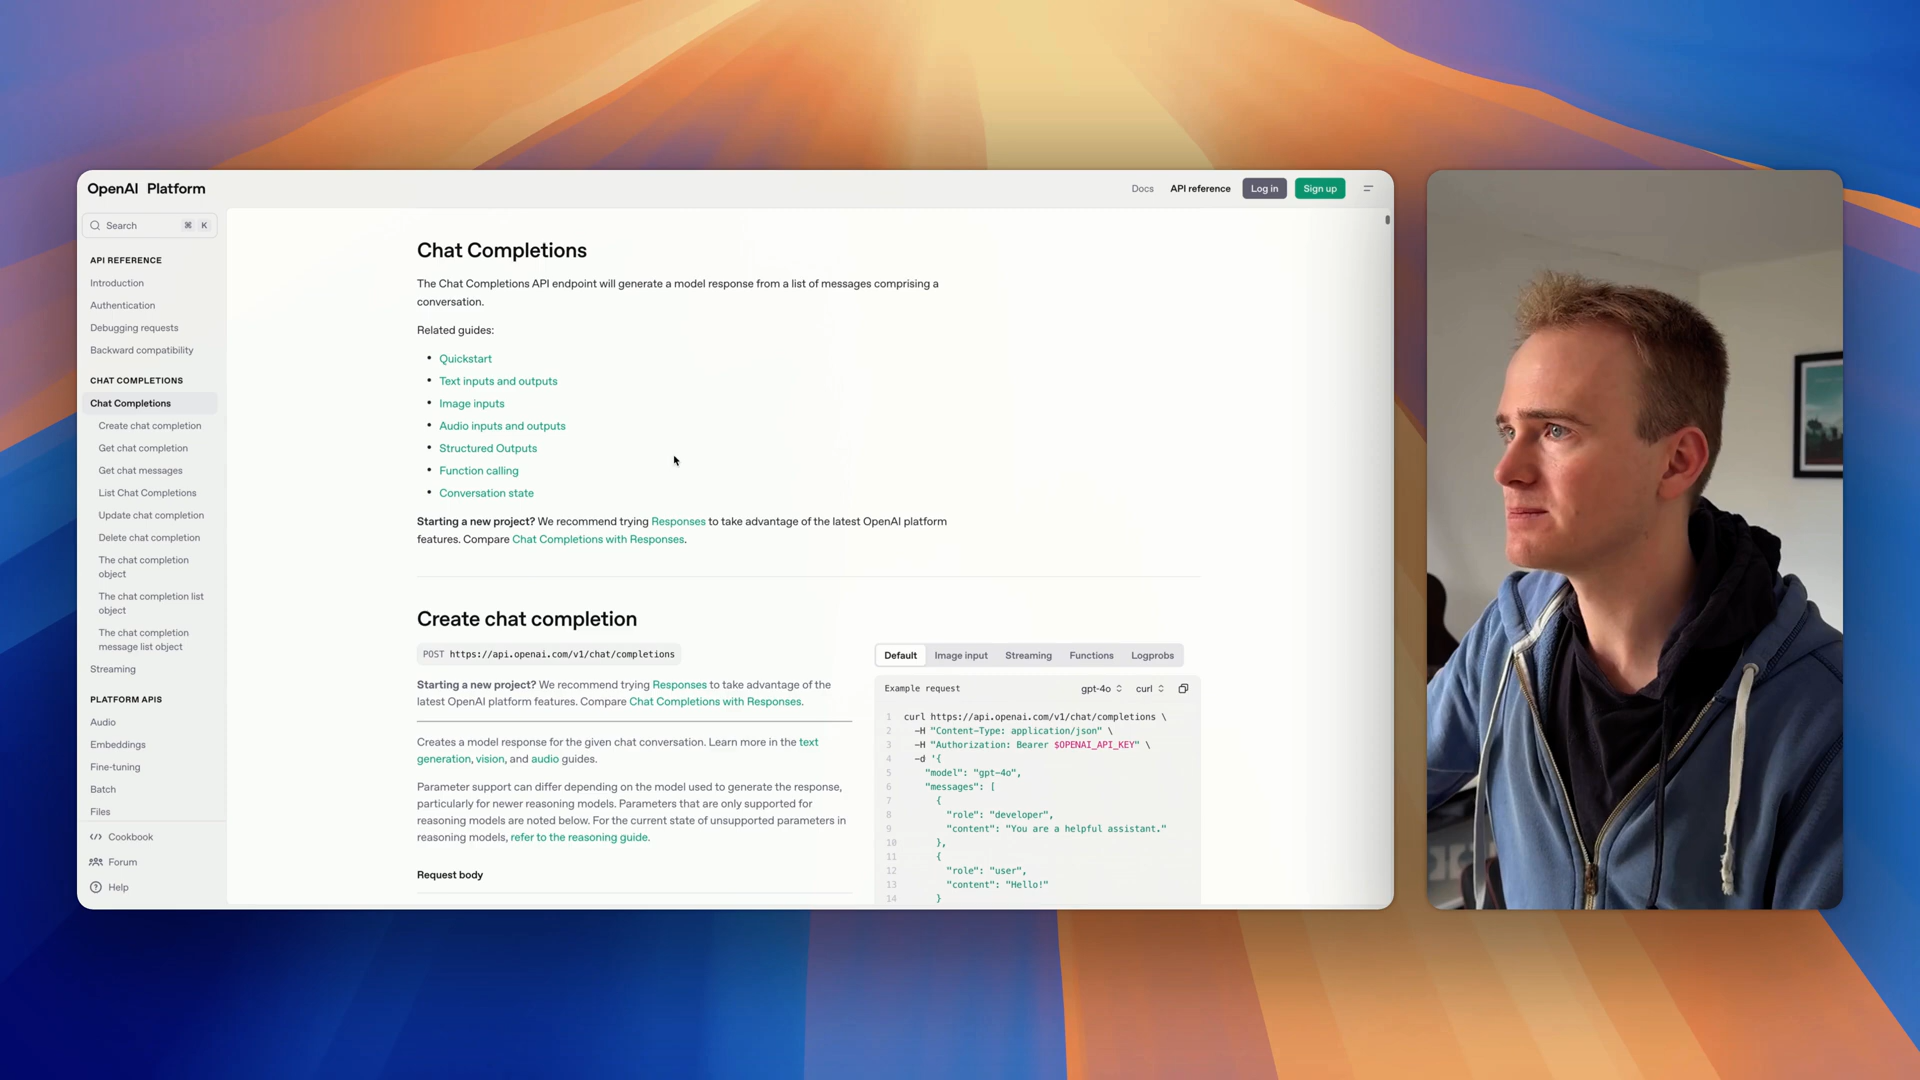 OpenAI Platform
Docs
API reference
Log in
Sign up
Search
⌘ K
API REFERENCE
Introduction
Authentication
Debugging requests
Backward compatibility
CHAT COMPLETIONS
Chat Completions
Create chat completion
Get chat completion
Get chat messages
List Chat Completions
Update chat completion
Delete chat completion
The chat completion
object
The chat completion list
object
The chat completion
message list object
Streaming
PLATFORM APIS
Audio
Embeddings
Fine-tuning
Batch
Files
Cookbook
Forum
Help
Chat Completions
The Chat Completions API endpoint will generate a model response from a list of messages comprising a
conversation.
Related guides:
• Quickstart
• Text inputs and outputs
• Image inputs
• Audio inputs and outputs
• Structured Outputs
• Function calling
• Conversation state
Starting a new project? We recommend trying Responses to take advantage of the latest OpenAI platform
features. Compare Chat Completions with Responses.
Create chat completion
POST https://api.openai.com/v1/chat/completions
Starting a new project? We recommend trying Responses to take advantage of the
latest OpenAI platform features. Compare Chat Completions with Responses.
Creates a model response for the given chat conversation. Learn more in the text
generation, vision, and audio guides.
Parameter support can differ depending on the model used to generate the response,
particularly for newer reasoning models. Parameters that are only supported for
reasoning models are noted below. For the current state of unsupported parameters in
reasoning models, refer to the reasoning guide.
Request body
Default
Image input
Streaming
Functions
Logprobs
Example request
gpt-4o
curl
1 curl https://api.openai.com/v1/chat/completions \
2 -H "Content-Type: application/json" \
3 -H "Authorization: Bearer $OPENAI_API_KEY" \
4 -d '{
5 "model": "gpt-4o",
6 "messages": [
7 {
8 "role": "developer",
9 "content": "You are a helpful assistant."
10 },
11 {
12 "role": "user",
13 "content": "Hello!"
14 }